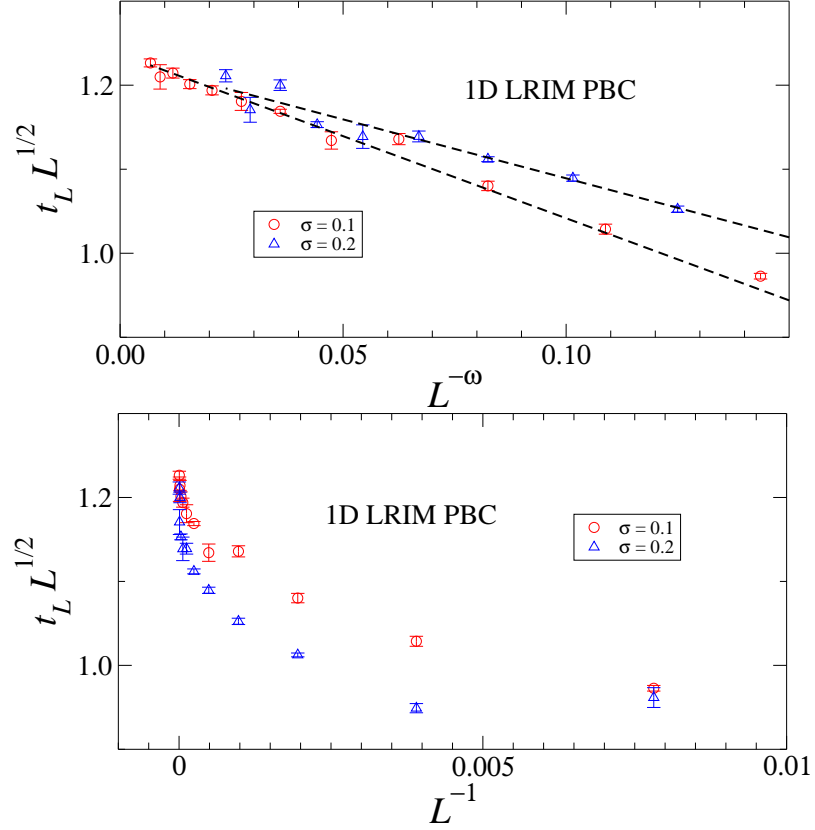 1.2
1.0
t_L L^{1/2}
1D LRIM PBC
σ = 0.1
σ = 0.2
0.00 0.05 0.10
L^{-ω}
1.2
1.0
t_L L^{1/2}
1D LRIM PBC
σ = 0.1
σ = 0.2
0 0.005 0.01
L^{-1}